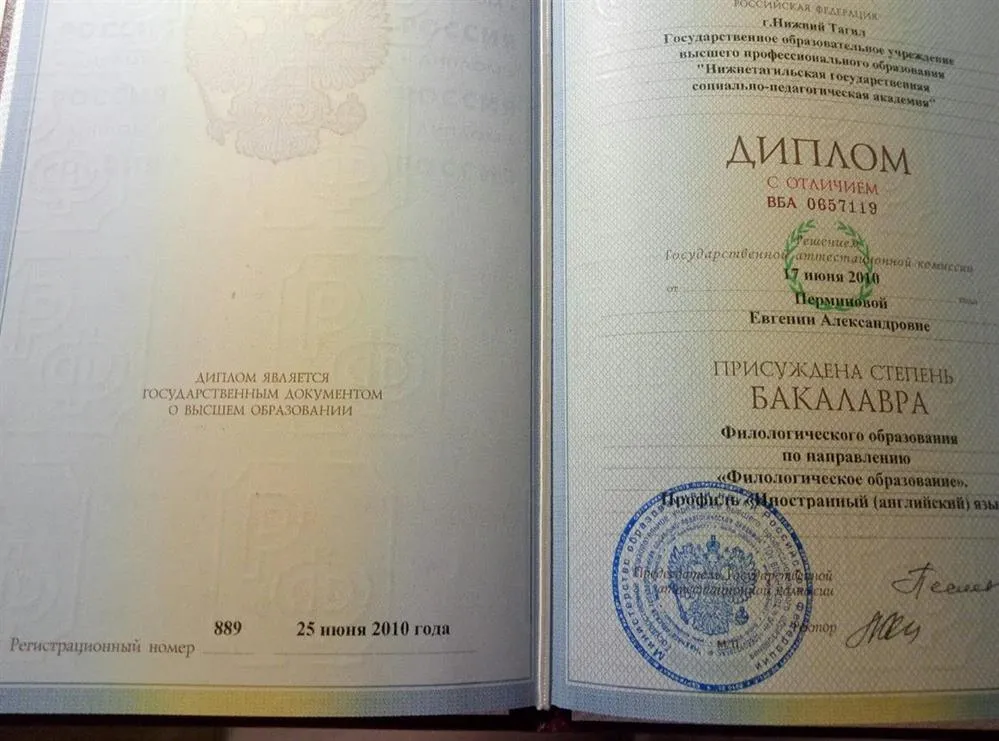 ДИПЛОМ ЯВЛЯЕТСЯ
ГОСУДАРСТВЕННЫМ ДОКУМЕНТОМ
О ВЫСШЕМ ОБРАЗОВАНИИ
889 25 июня 2010 года
Регистрационный номер
РОССИЙСКАЯ ФЕДЕРАЦИЯ
г.Нижний Тагил
Государственное образовательное учреждение
высшего профессионального образования
"Нижнетагильская государственная
социально-педагогическая академия"
ДИПЛОМ
С ОТЛИЧИЕМ
ВБА 0657119
Решением
Государственной аттестационной комиссии
17 июня 2010
от года
Перминовой
Евгении Александровне
ПРИСУЖДЕНА СТЕПЕНЬ
БАКАЛАВРА
Филологического образования
по направлению
«Филологическое образование».
Профиль «Иностранный (английский) язы
Председатель Государственной
аттестационной комиссии
Ректор
М.П.